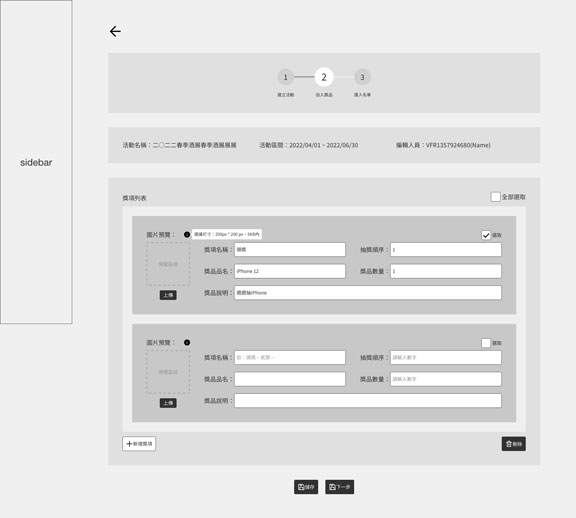 sidebar
1
2
3
建立活動
加入獎品
匯入名單
活動名稱：二〇二二春季酒展春季酒展展展
活動區間：2022/04/01 ~ 2022/06/30
編輯人員：VFR1357924680(Name)
獎項列表
全部選取
圖片預覽：
建議尺寸：200px * 200 px，5KB內
選取
預覽區域
上傳
獎項名稱：頭獎
抽獎順序：1
獎品品名：iPhone 12
獎品數量：1
獎品說明：週週抽iPhone
圖片預覽：
選取
預覽區域
上傳
獎項名稱：如：頭獎、貳獎...
抽獎順序：請輸入數字
獎品品名：
獎品數量：請輸入數字
獎品說明：
新增獎項
刪除
儲存
下一步